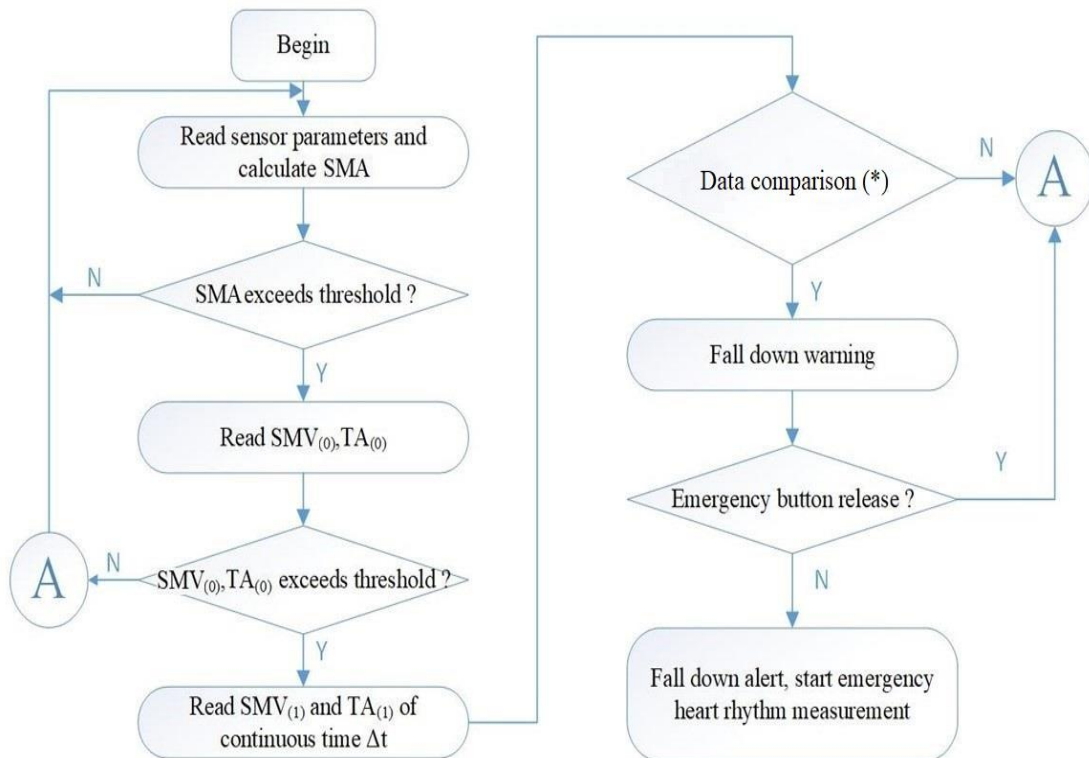 Begin
Read sensor parameters and
calculate SMA
SMA exceeds threshold ?
N
Y
Read SMV(0),TA(0)
SMV(0),TA(0) exceeds threshold ?
N
A
Y
Read SMV(1) and TA(1) of
continuous time Δt
Data comparison (*)
N
A
Y
Fall down warning
Emergency button release ?
Y
N
Fall down alert, start emergency
heart rhythm measurement